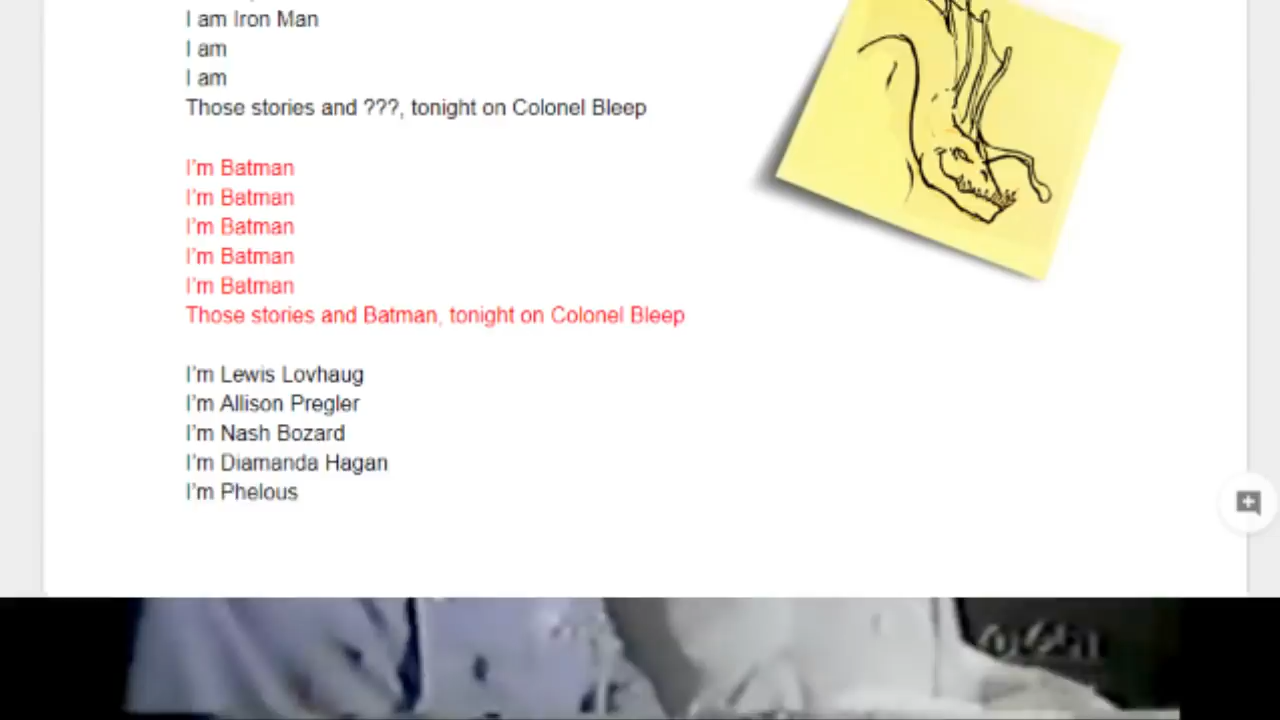 I am Iron Man
I am
I am
Those stories and ???, tonight on Colonel Bleep
I'm Batman
I'm Batman
I'm Batman
I'm Batman
I'm Batman
Those stories and Batman, tonight on Colonel Bleep
I'm Lewis Lovhaug
I'm Allison Pregler
I'm Nash Bozard
I'm Diamanda Hagan
I'm Phelous